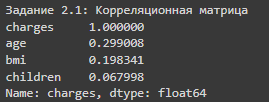 Задание 2.1: Корреляционная матрица
charges     1.000000
age         0.299008
bmi         0.198341
children    0.067998
Name: charges, dtype: float64